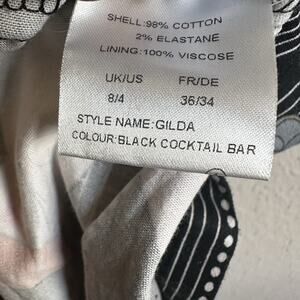 SHELL:98% COTTON
2% ELASTANE
LINING:100% VISCOSE
UK/US FR/DE
8/4 36/34
STYLE NAME:GILDA
COLOUR:BLACK COCKTAIL BAR